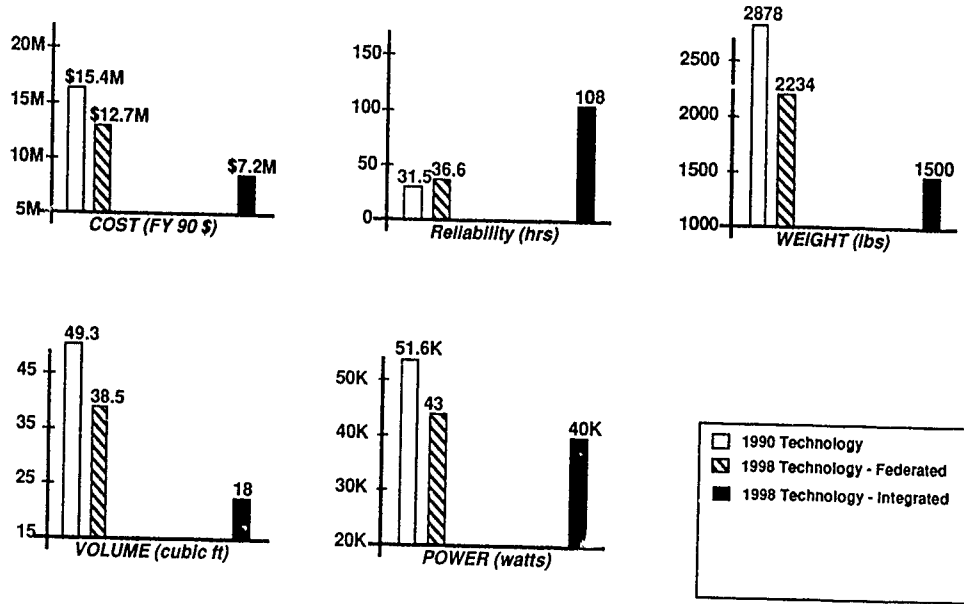 20M
15M
10M
5M
$15.4M
$12.7M
$7.2M
COST (FY 90 $)
150
100
50
0
31.5
36.6
108
Reliability (hrs)
2500
2000
1500
1000
2878
2234
1500
WEIGHT (lbs)
45
35
25
15
49.3
38.5
18
VOLUME (cubic ft)
50K
40K
30K
20K
51.6K
43
40K
POWER (watts)
1990 Technology
1998 Technology - Federated
1998 Technology - Integrated